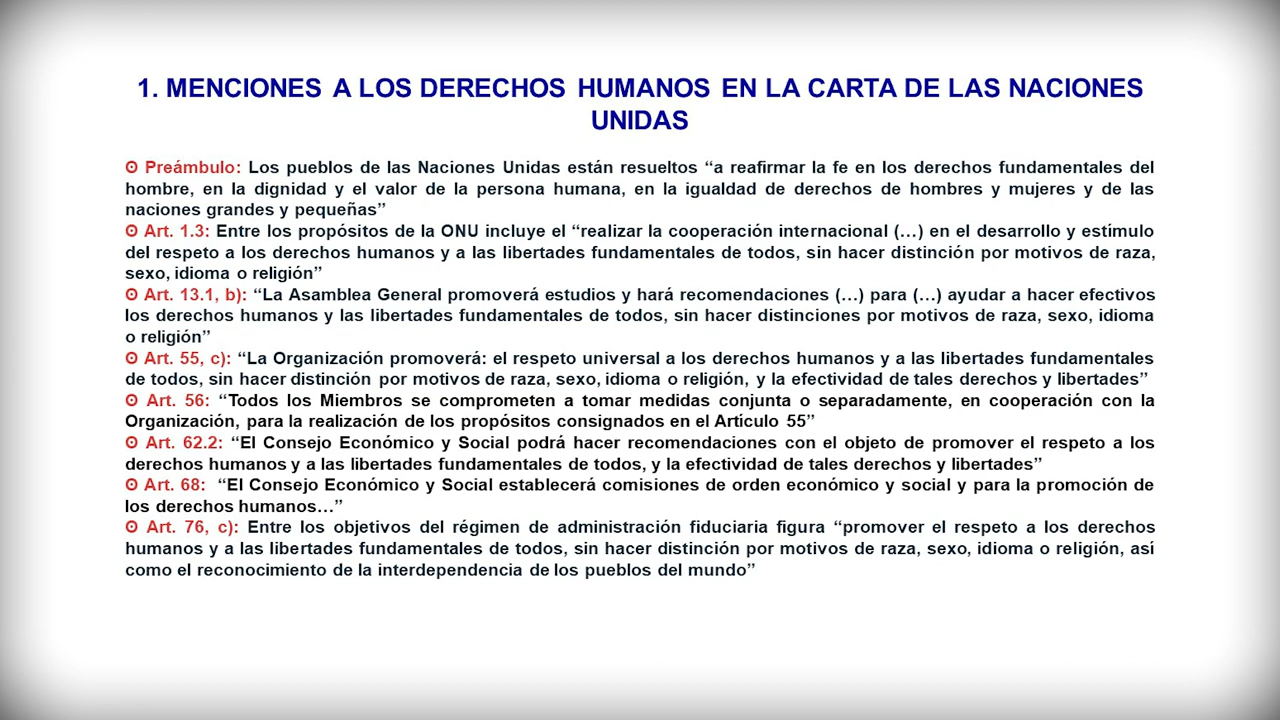 1. MENCIONES A LOS DERECHOS HUMANOS EN LA CARTA DE LAS NACIONES
UNIDAS
ʘ Preámbulo: Los pueblos de las Naciones Unidas están resueltos “a reafirmar la fe en los derechos fundamentales del
hombre, en la dignidad y el valor de la persona humana, en la igualdad de derechos de hombres y mujeres y de las
naciones grandes y pequeñas”
ʘ Art. 1.3: Entre los propósitos de la ONU incluye el “realizar la cooperación internacional (…) en el desarrollo y estímulo
del respeto a los derechos humanos y a las libertades fundamentales de todos, sin hacer distinción por motivos de raza,
sexo, idioma o religión”
ʘ Art. 13.1, b): “La Asamblea General promoverá estudios y hará recomendaciones (…) para (…) ayudar a hacer efectivos
los derechos humanos y las libertades fundamentales de todos, sin hacer distinciones por motivos de raza, sexo, idioma
o religión”
ʘ Art. 55, c): “La Organización promoverá: el respeto universal a los derechos humanos y a las libertades fundamentales
de todos, sin hacer distinción por motivos de raza, sexo, idioma o religión, y la efectividad de tales derechos y libertades”
ʘ Art. 56: “Todos los Miembros se comprometen a tomar medidas conjunta o separadamente, en cooperación con la
Organización, para la realización de los propósitos consignados en el Artículo 55”
ʘ Art. 62.2: “El Consejo Económico y Social podrá hacer recomendaciones con el objeto de promover el respeto a los
derechos humanos y a las libertades fundamentales de todos, y la efectividad de tales derechos y libertades”
ʘ Art. 68: “El Consejo Económico y Social establecerá comisiones de orden económico y social y para la promoción de
los derechos humanos…”
ʘ Art. 76, c): Entre los objetivos del régimen de administración fiduciaria figura “promover el respeto a los derechos
humanos y a las libertades fundamentales de todos, sin hacer distinción por motivos de raza, sexo, idioma o religión, así
como el reconocimiento de la interdependencia de los pueblos del mundo”